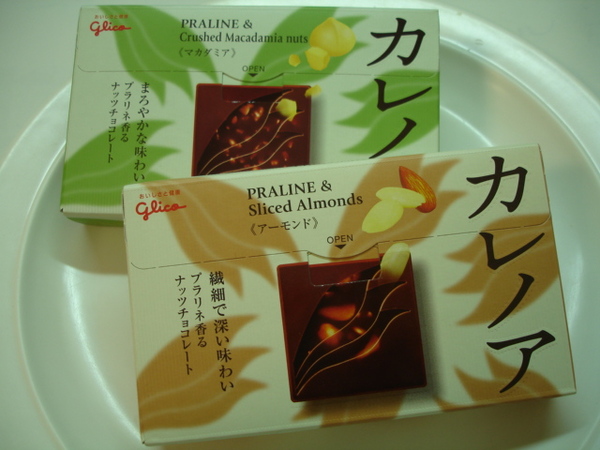 おいしさと健康
Glico
PRALINE &
Crushed Macadamia nuts
《マカダミア》
OPEN
カレノ
まろやかな味わい
プラリネ香る
ナッツチョコレート
おいしさと健康
Glico
PRALINE &
Sliced Almonds
《アーモンド》
OPEN
カレノア
繊細で深い味わい
プラリネ香る
ナッツチョコレート